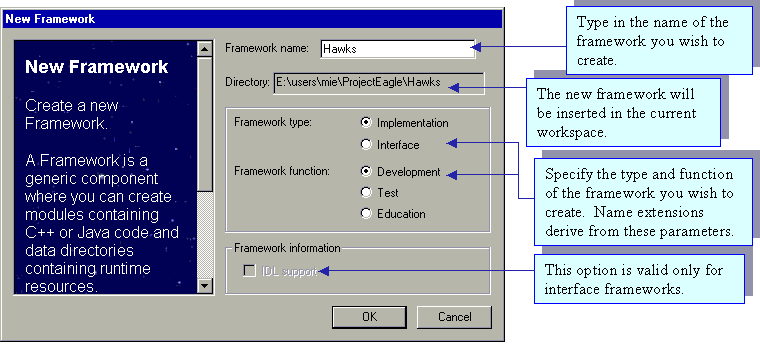 New Framework
New Framework
Create a new
Framework.
A Framework is a
generic component
where you can create
modules containing
C++ or Java code and
data directories
containing runtime
resources.
Framework name: Hawks
Directory: E:\users\mie\ProjectEagle\Hawks
Framework type: Implementation
Interface
Framework function: Development
Test
Education
Framework information
IDL support
OK Cancel
Type in the name of the
framework you wish to
create.
The new framework will
be inserted in the current
workspace.
Specify the type and function
of the framework you wish to
create. Name extensions
derive from these parameters.
This option is valid only for
interface frameworks.